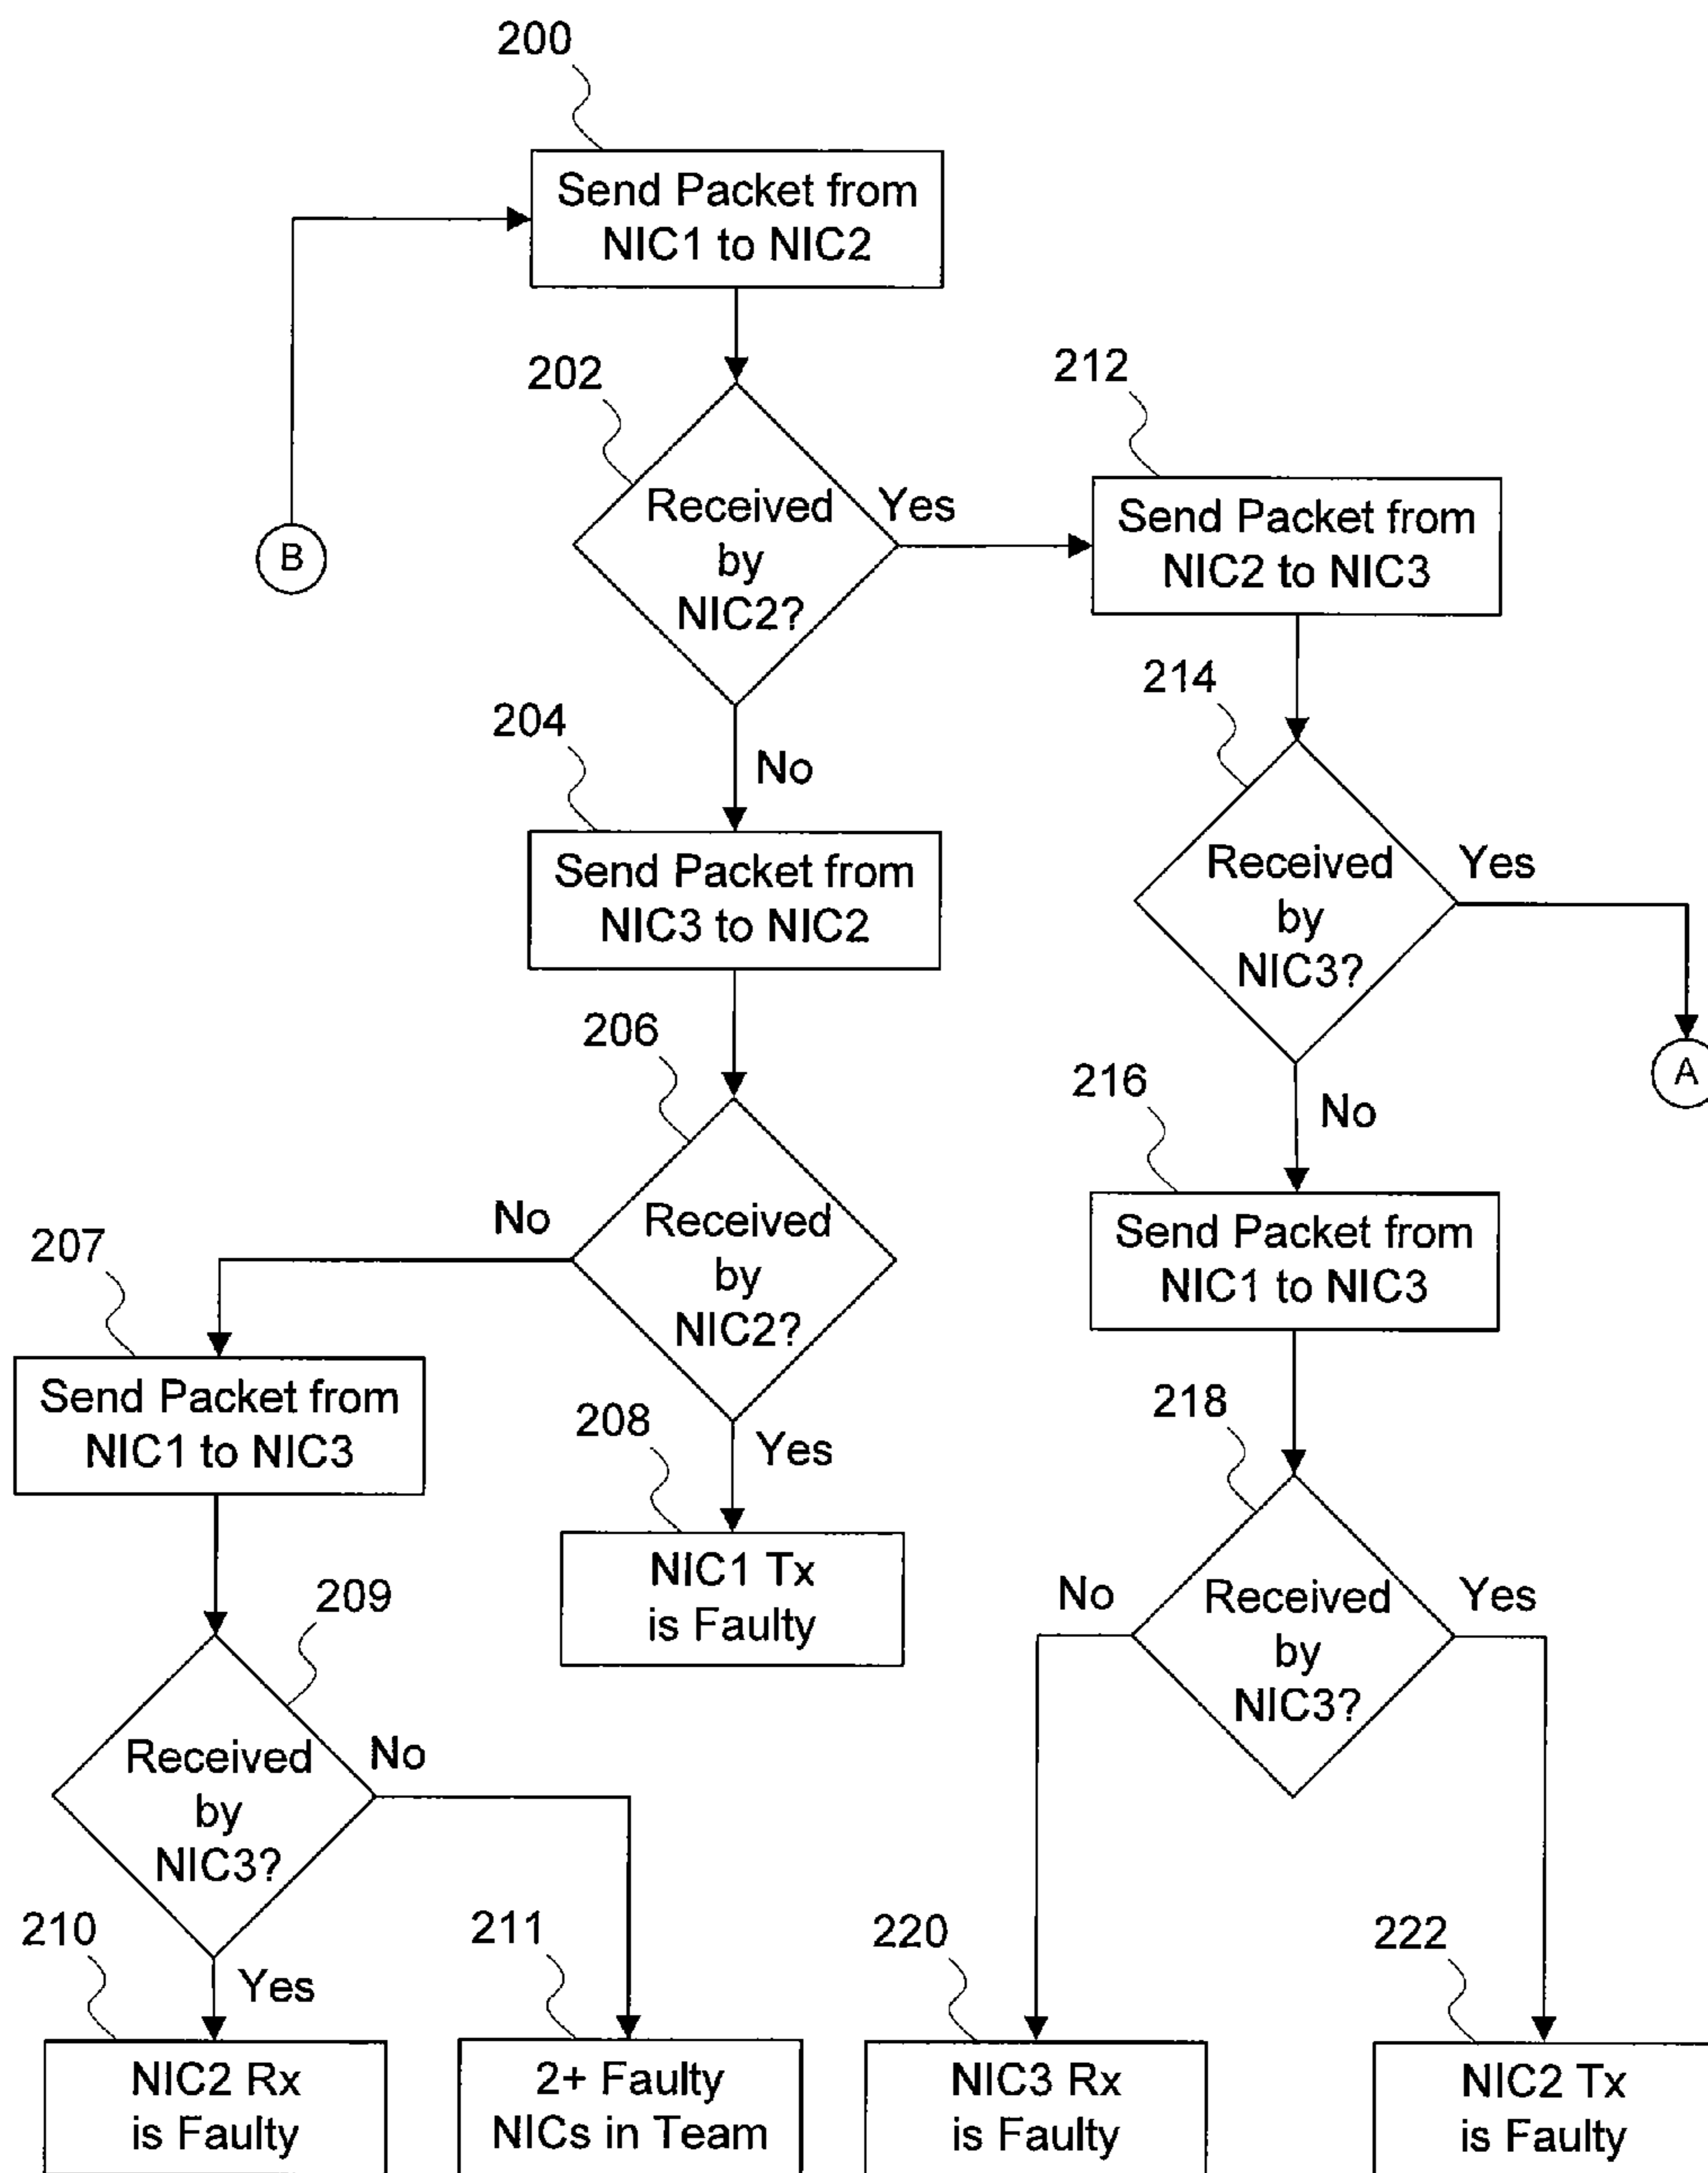 200
Send Packet from
NIC1 to NIC2
202
212
Received
by
NIC2?
Yes
Send Packet from
NIC2 to NIC3
B
204
No
214
Send Packet from
NIC3 to NIC2
Received
by
NIC3?
Yes
A
206
216
No
No
Received
by
NIC2?
207
Send Packet from
NIC1 to NIC3
Send Packet from
NIC1 to NIC3
208
Yes
218
NIC1 Tx
is Faulty
209
No
Received
by
NIC3?
Yes
Received
by
NIC3?
No
210
Yes
211
220
222
NIC2 Rx
is Faulty
2+ Faulty
NICs in Team
NIC3 Rx
is Faulty
NIC2 Tx
is Faulty